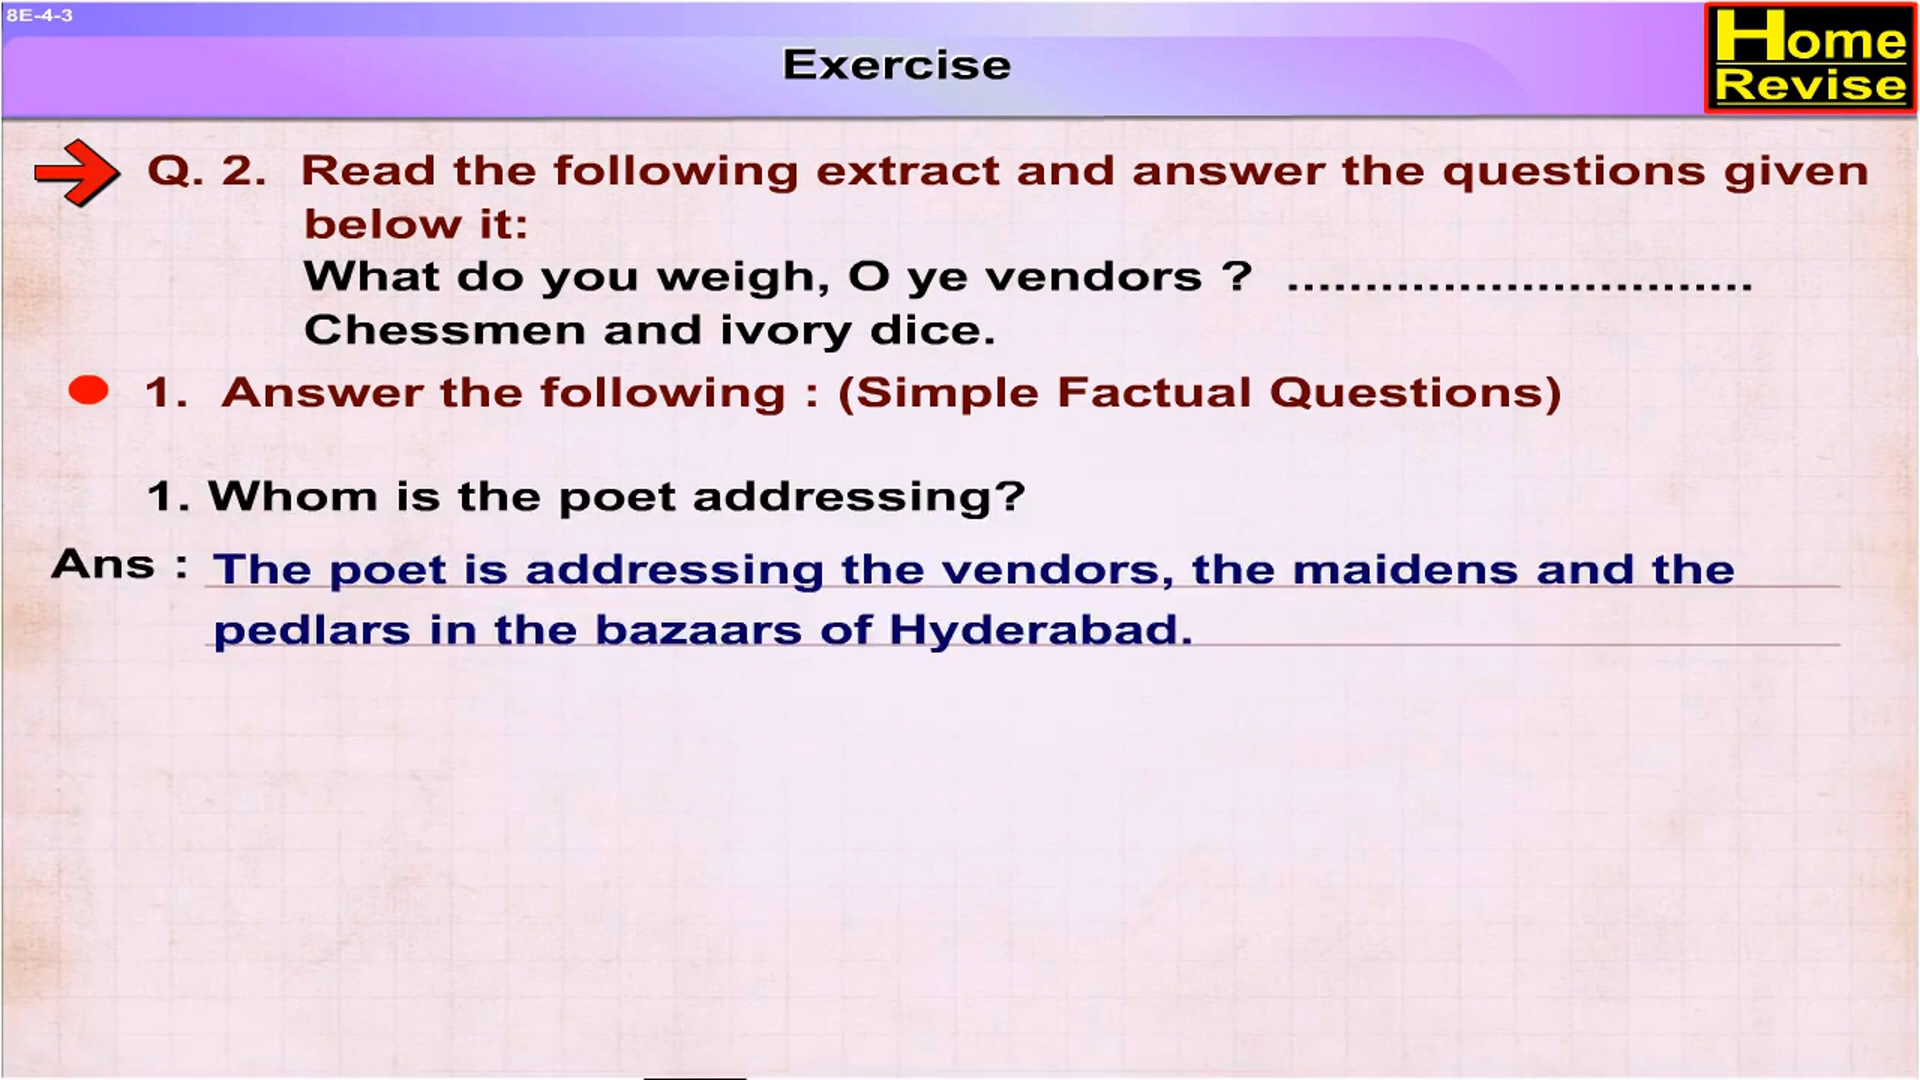 8E-4-3
Exercise
Home
Revise
Q. 2. Read the following extract and answer the questions given
below it:
What do you weigh, O ye vendors ? ..............................
Chessmen and ivory dice.
1. Answer the following : (Simple Factual Questions)
1. Whom is the poet addressing?
Ans : The poet is addressing the vendors, the maidens and the
pedlars in the bazaars of Hyderabad.